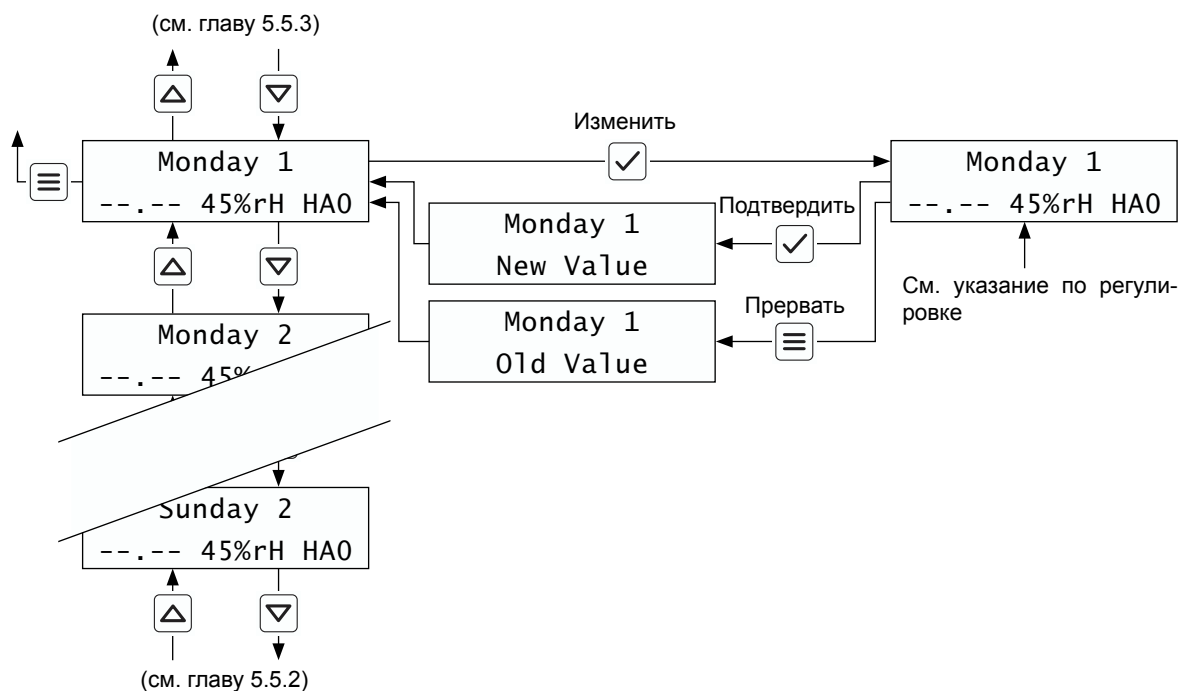 (см. главу 5.5.3)
Изменить
Monday 1
--.-- 45%rH HA0
Monday 1
--.-- 45%rH HA0
Подтвердить
Monday 1
New Value
См. указание по регули-
ровке
Прервать
Monday 1
Old Value
Monday 2
--.-- 45%
Sunday 2
--.-- 45%rH HA0
(см. главу 5.5.2)